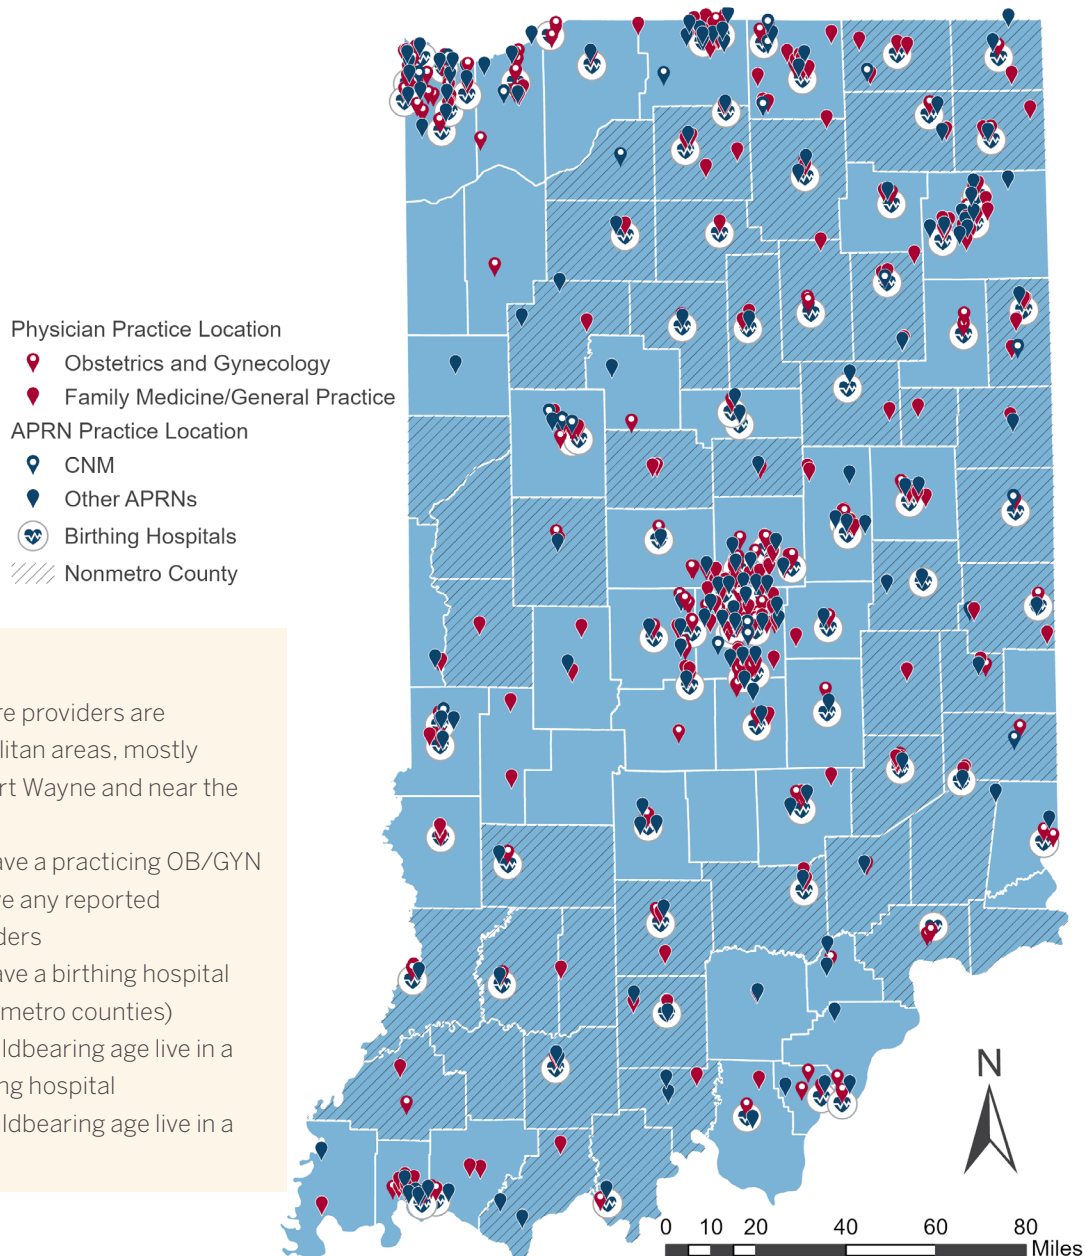 Physician Practice Location
Obstetrics and Gynecology
Family Medicine/General Practice
APRN Practice Location
CNM
Other APRNs
Birthing Hospitals
Nonmetro County
re providers are
litan areas, mostly
rt Wayne and near the
ave a practicing OB/GYN
ve any reported
ders
ave a birthing hospital
nmetro counties)
ldbearing age live in a
ng hospital
ldbearing age live in a
N
0 10 20 40 60 80
Miles